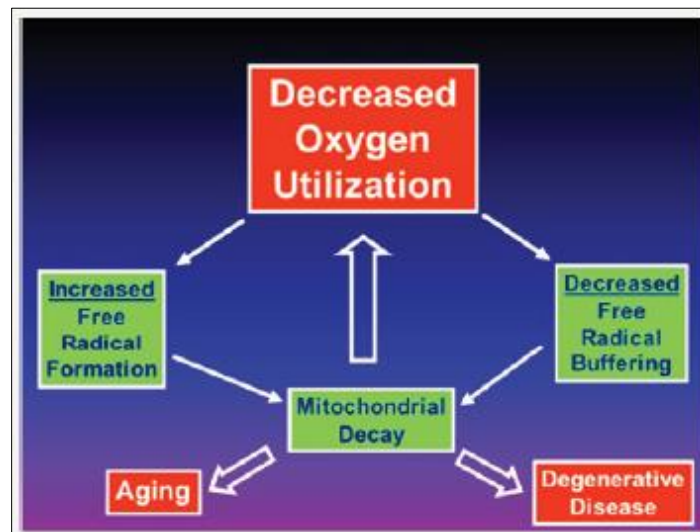 Decreased
Oxygen
Utilization
Increased
Free
Radical
Formation
Decreased
Free
Radical
Buffering
Mitochondrial
Decay
Aging
Degenerative
Disease